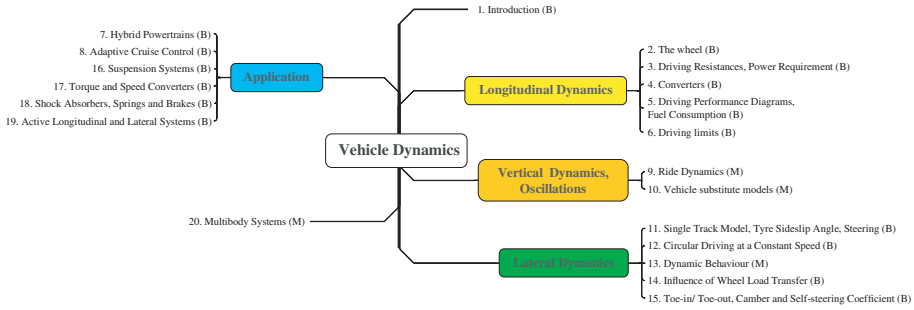 1. Introduction (B)
7. Hybrid Powertrains (B)
8. Adaptive Cruise Control (B)
16. Suspension Systems (B)
17. Torque and Speed Converters (B)
18. Shock Absorbers, Springs and Brakes (B)
19. Active Longitudinal and Lateral Systems (B)
Application
Longitudinal Dynamics
2. The wheel (B)
3. Driving Resistances, Power Requirement (B)
4. Converters (B)
5. Driving Performance Diagrams,
Fuel Consumption (B)
6. Driving limits (B)
Vehicle Dynamics
Vertical Dynamics,
Oscillations
9. Ride Dynamics (M)
10. Vehicle substitute models (M)
20. Multibody Systems (M)
Lateral Dynamics
11. Single Track Model, Tyre Sideslip Angle, Steering (B)
12. Circular Driving at a Constant Speed (B)
13. Dynamic Behaviour (M)
14. Influence of Wheel Load Transfer (B)
15. Toe-in/ Toe-out, Camber and Self-steering Coefficient (B)